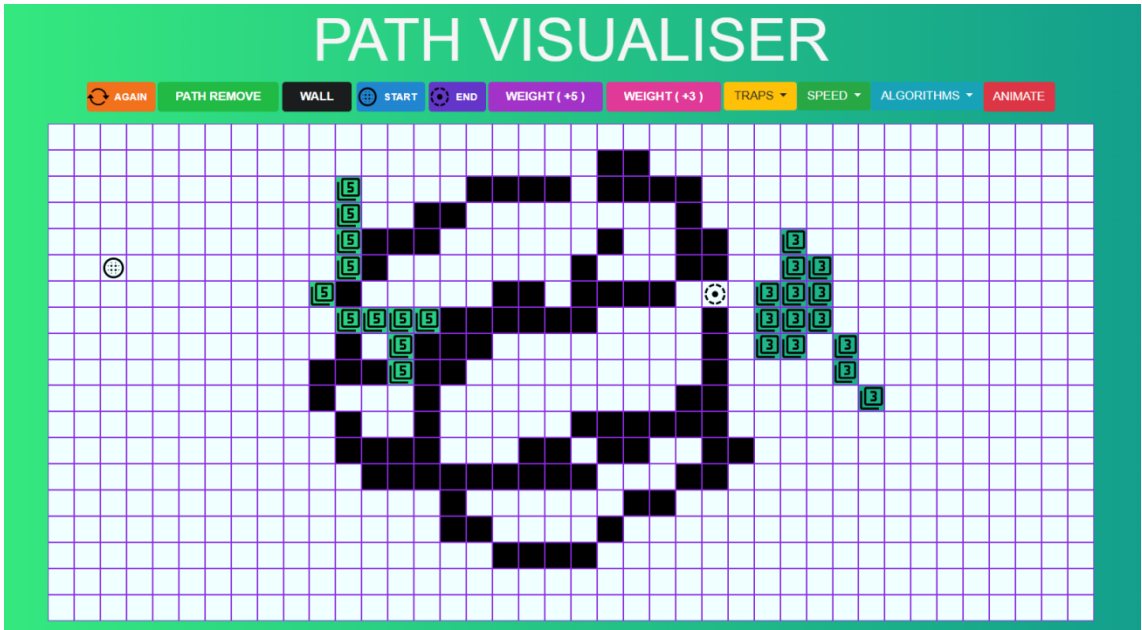 PATH VISUALISER
AGAIN PATH REMOVE WALL START END WEIGHT ( +5 ) WEIGHT ( +3 ) TRAPS SPEED ALGORITHMS ANIMATE
5
5
5 3
5 3 3
5 3 3 3
5 5 5 5 3 3 3
5 3 3 3
5 3
3